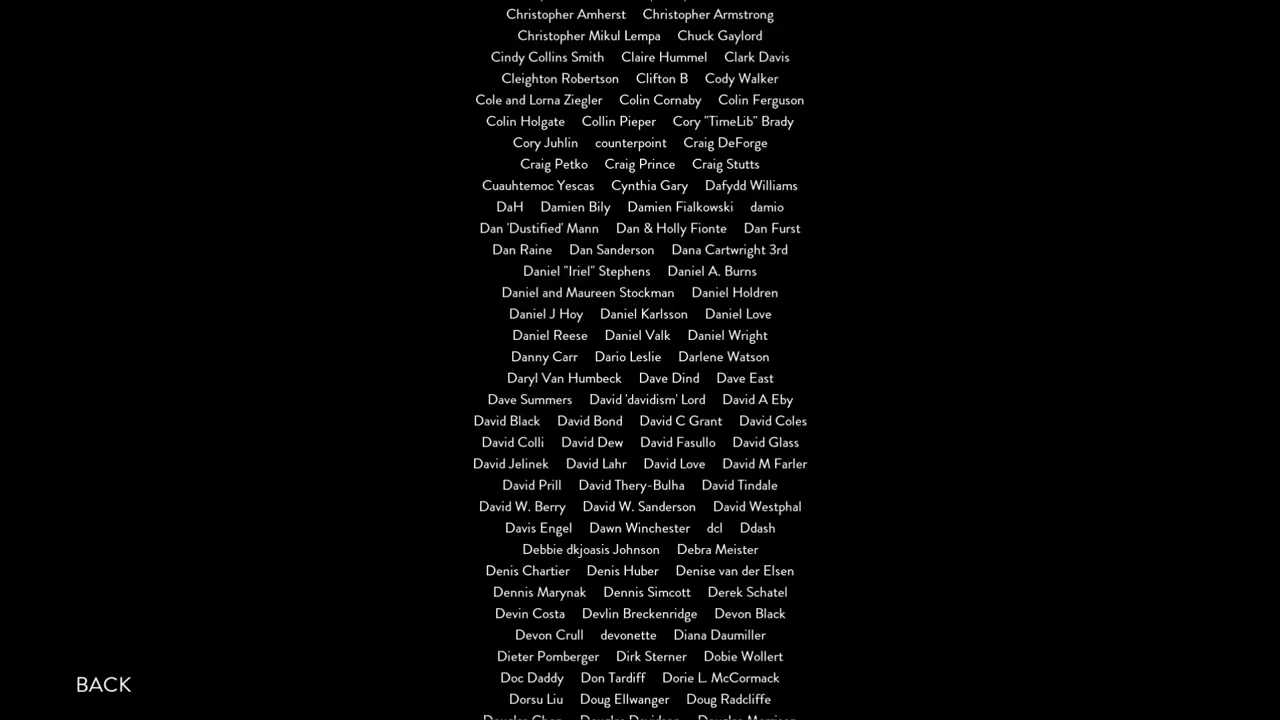 Christopher Amherst Christopher Armstrong
Christopher Mikul Lempa Chuck Gaylord
Cindy Collins Smith Claire Hummel Clark Davis
Cleighton Robertson Clifton B Cody Walker
Cole and Lorna Ziegler Colin Cornaby Colin Ferguson
Colin Holgate Collin Pieper Cory "TimeLib" Brady
Cory Juhlin counterpoint Craig DeForge
Craig Petko Craig Prince Craig Stutts
Cuauhtemoc Yescas Cynthia Gary Dafydd Williams
DaH Damien Bily Damien Fialkowski damio
Dan 'Dustified' Mann Dan & Holly Fionte Dan Furst
Dan Raine Dan Sanderson Dana Cartwright 3rd
Daniel "Iriel" Stephens Daniel A. Burns
Daniel and Maureen Stockman Daniel Holdren
Daniel J Hoy Daniel Karlsson Daniel Love
Daniel Reese Daniel Valk Daniel Wright
Danny Carr Dario Leslie Darlene Watson
Daryl Van Humbeck Dave Dind Dave East
Dave Summers David 'davidism' Lord David A Eby
David Black David Bond David C Grant David Coles
David Colli David Dew David Fasullo David Glass
David Jelinek David Lahr David Love David M Farler
David Prill David Thery-Bulha David Tindale
David W. Berry David W. Sanderson David Westphal
Davis Engel Dawn Winchester dcl Ddash
Debbie dkjoasis Johnson Debra Meister
Denis Chartier Denis Huber Denise van der Elsen
Dennis Marynak Dennis Simcott Derek Schatel
Devin Costa Devlin Breckenridge Devon Black
Devon Crull devonette Diana Daumiller
Dieter Pomberger Dirk Sterner Dobie Wollert
Doc Daddy Don Tardiff Dorie L. McCormack
BACK
Dorsu Liu Doug Ellwanger Doug Radcliffe